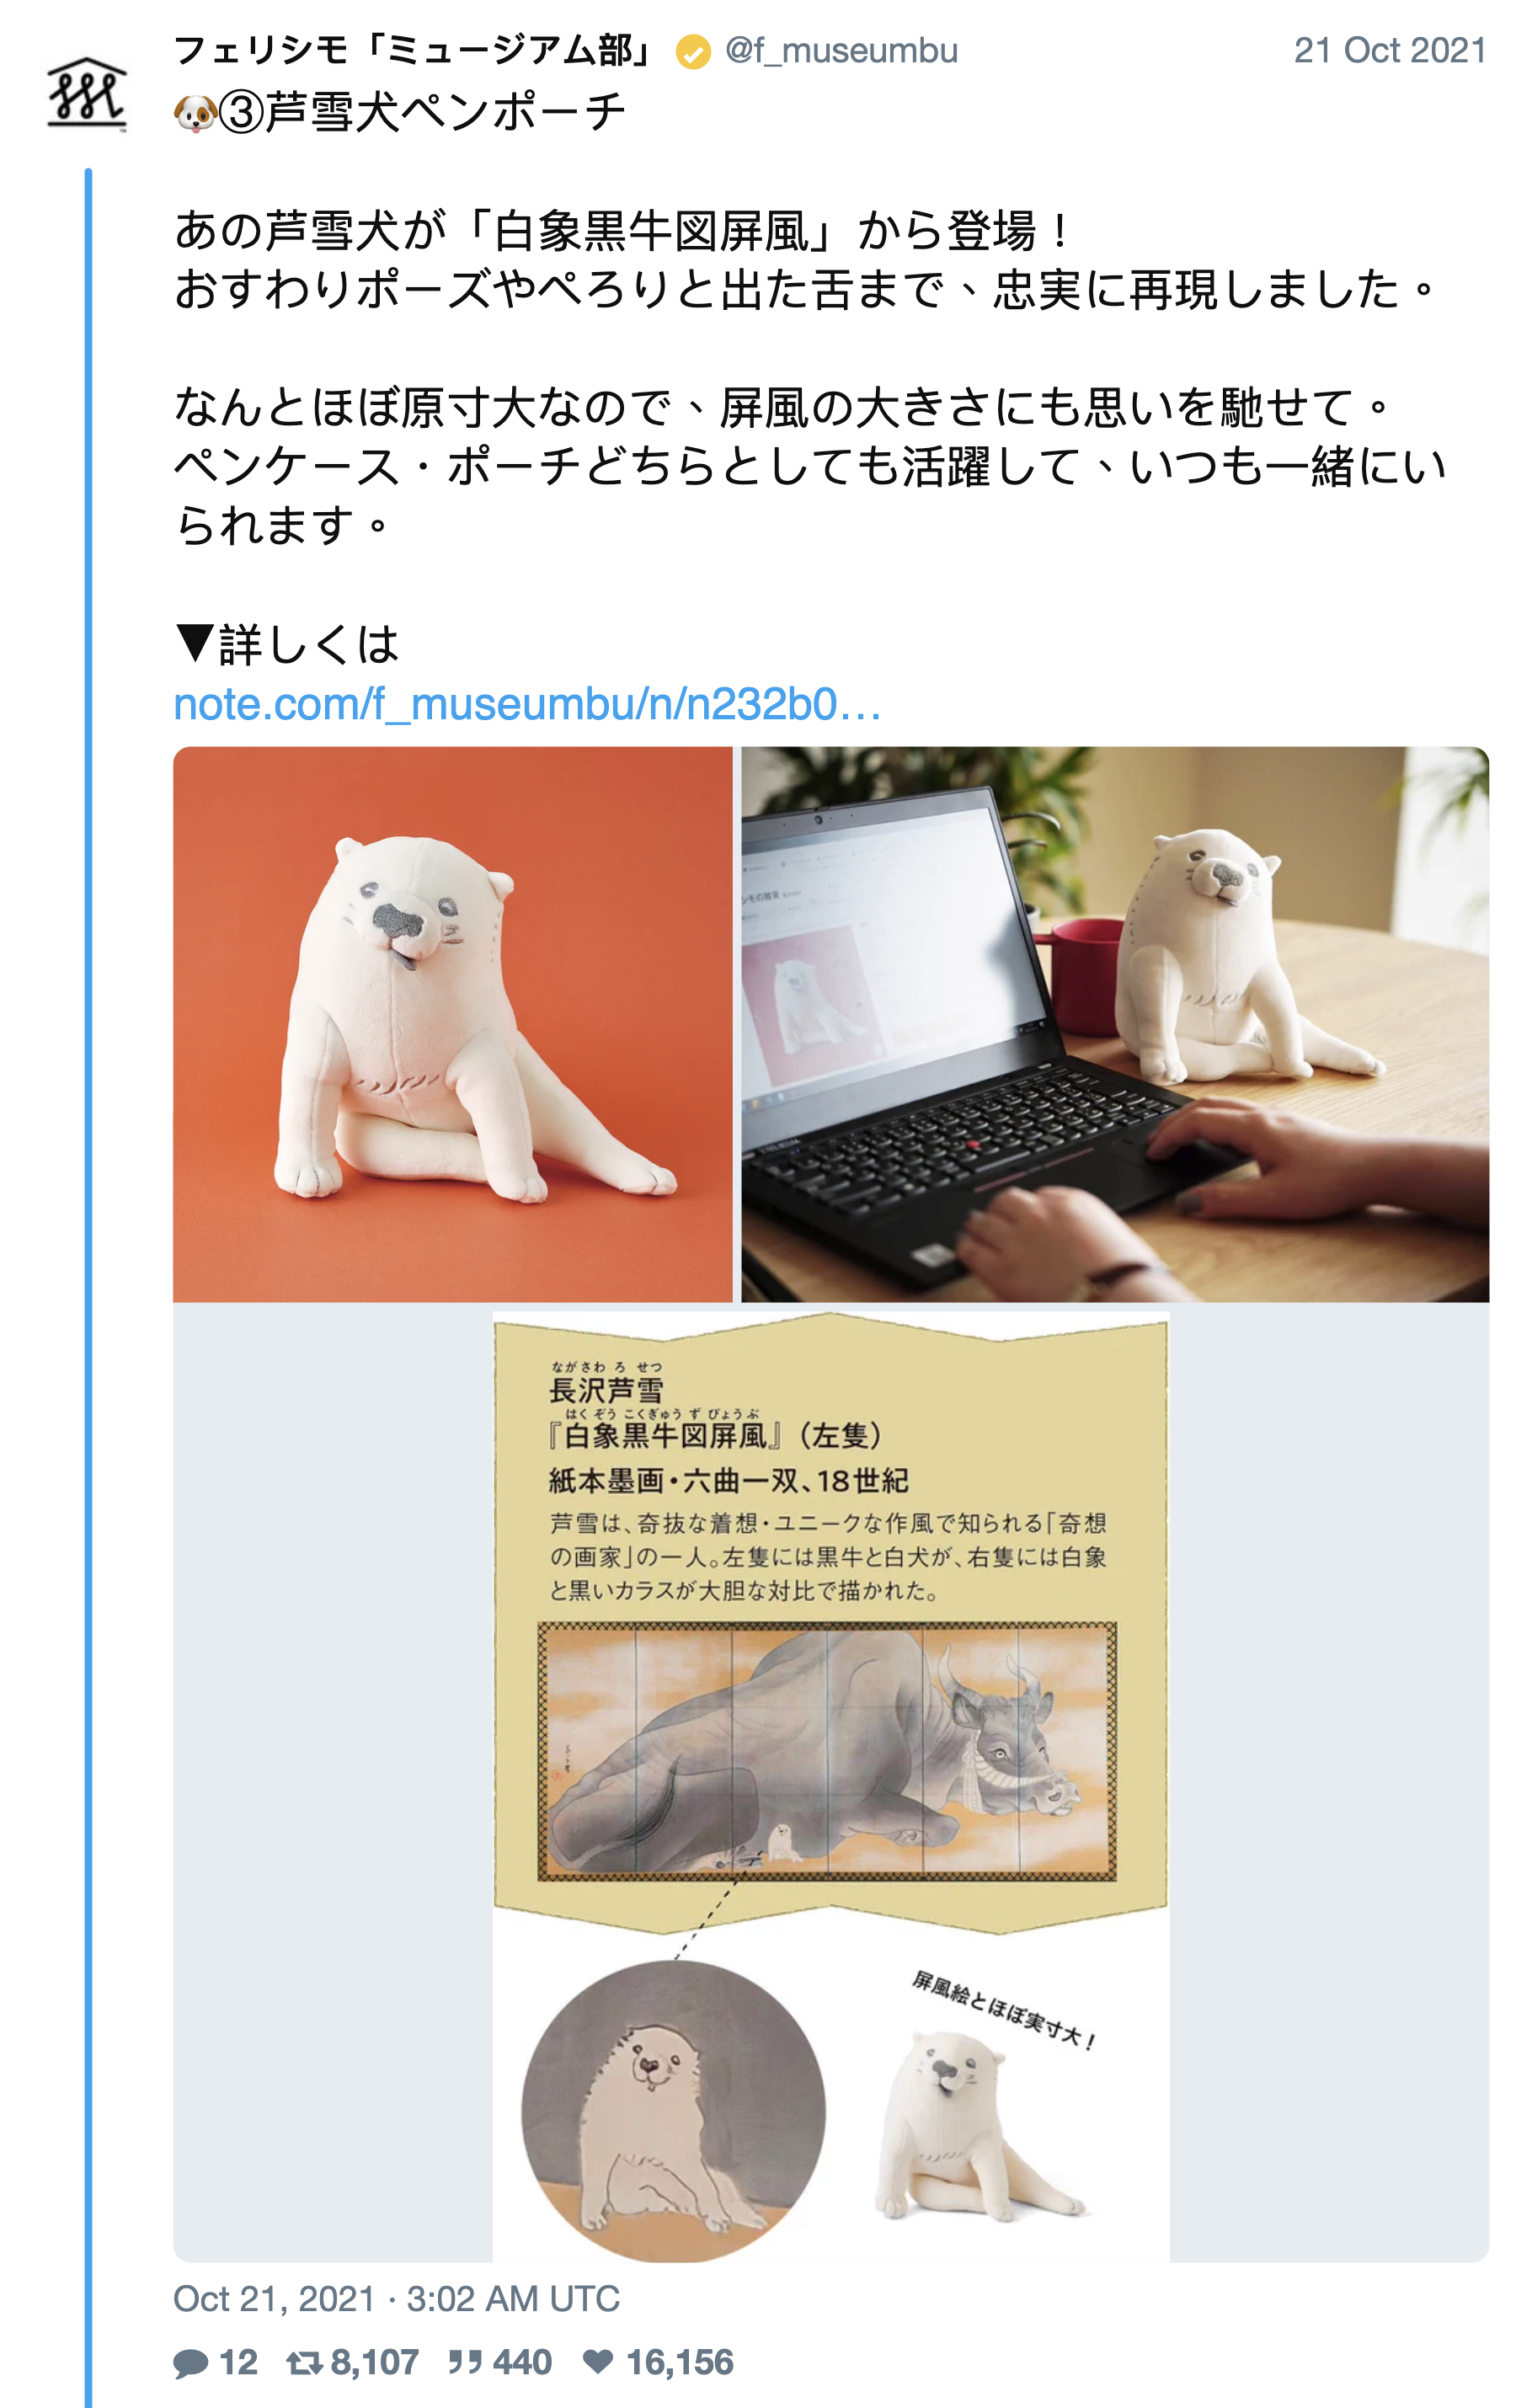 フェリシモ「ミュージアム部」 @f_museumbu 21 Oct 2021
🐶③芦雪犬ペンポーチ
あの芦雪犬が「白象黒牛図屏風」から登場！
おすわりポーズやぺろりと出た舌まで、忠実に再現しました。
なんとほぼ原寸大なので、屏風の大きさにも思いを馳せて。
ペンケース・ポーチどちらとしても活躍して、いつも一緒にい
られます。
▼詳しくは
note.com/f_museumbu/n/n232b0…
ながさわ ろ せつ
長沢芦雪
はく ぞう こくぎゅう ず びょうぶ
『白象黒牛図屏風』（左隻）
紙本墨画・六曲一双、18世紀
芦雪は、奇抜な着想・ユニークな作風で知られる「奇想
の画家」の一人。左隻には黒牛と白犬が、右隻には白象
と黒いカラスが大胆な対比で描かれた。
屏風絵とほぼ実寸大！
Oct 21, 2021 · 3:02 AM UTC
12 8,107 440 16,156